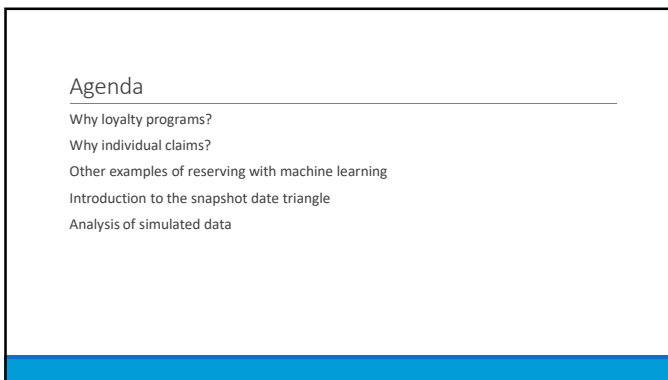 Agenda
Why loyalty programs?
Why individual claims?
Other examples of reserving with machine learning
Introduction to the snapshot date triangle
Analysis of simulated data